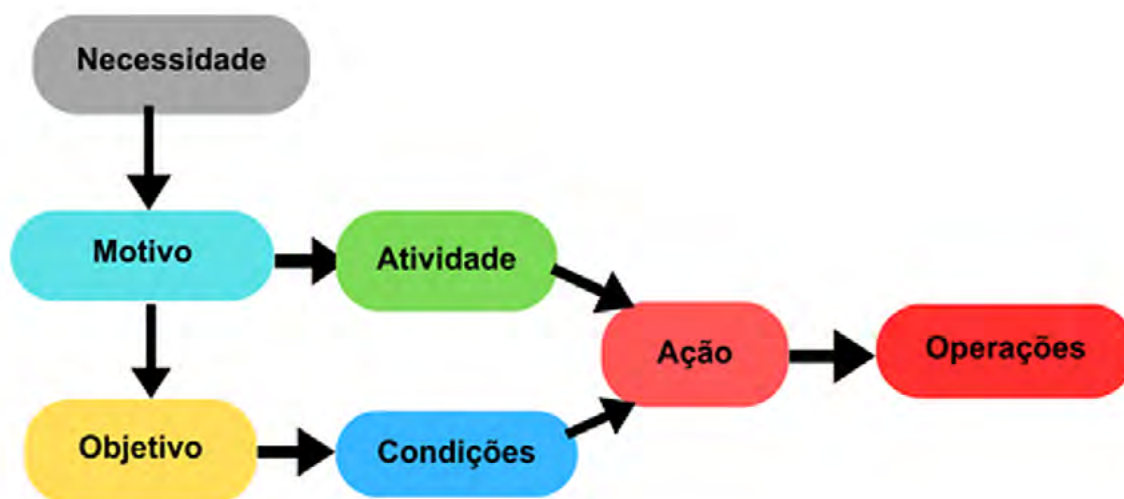 Necessidade
Motivo
Atividade
Ação
Operações
Objetivo
Condições